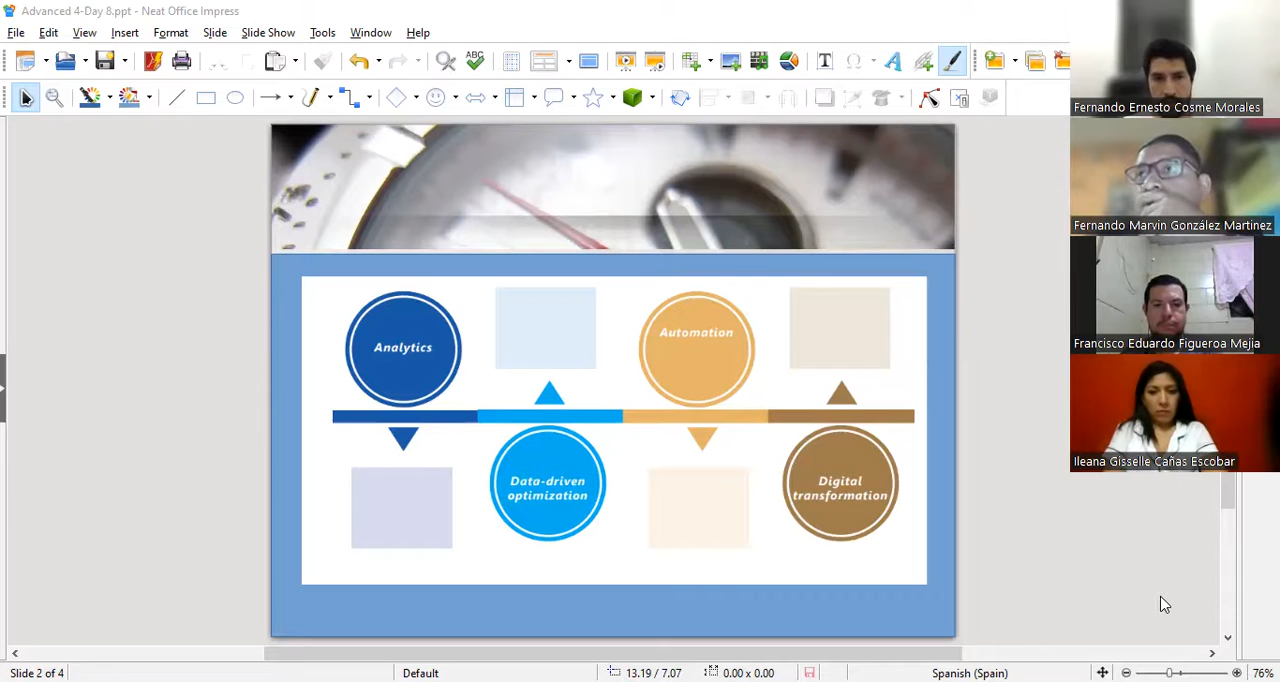 Advanced 4-Day 8.ppt - Neat Office Impress
File Edit View Insert Format Slide Slide Show Tools Window Help
ABC
T
A
Analytics
Automation
Data-driven
optimization
Digital
transformation
Fernando Ernesto Cosme Morales
Fernando Marvin González Martinez
Francisco Eduardo Figueroa Mejia
Ileana Gisselle Cañas Escobar
Slide 2 of 4 Default 13.19 / 7.07 0.00 x 0.00 Spanish (Spain) 76%